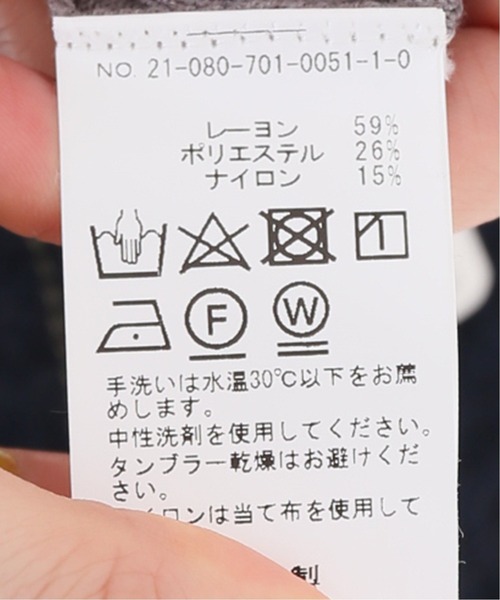 NO. 21-080-701-0051-1-0
レーヨン 59%
ポリエステル 26%
ナイロン 15%
F W
手洗いは水温30℃以下をお薦
めします。
中性洗剤を使用してください。
タンブラー乾燥はお避けくだ
さい。
イロンは当て布を使用して
製